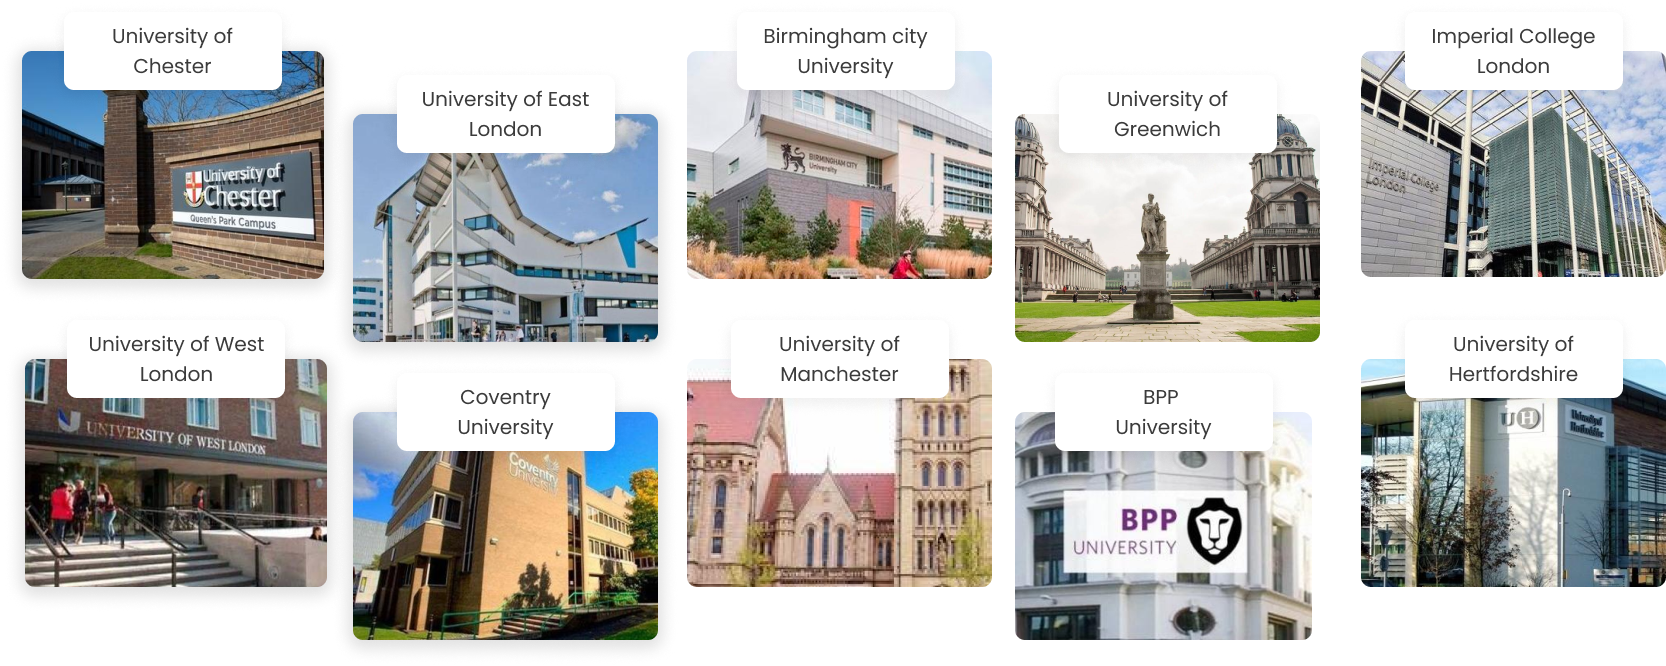 University of
Chester
University of
Chester
Queen's Park Campus
University of East
London
Birmingham city
University
BIRMINGHAM CITY
University
University of
Greenwich
Imperial College
London
Imperial College
London
University of West
London
UNIVERSITY OF WEST LONDON
Coventry
University
Coventry
University
University of
Manchester
BPP
University
BPP
UNIVERSITY
University of
Hertfordshire
UH
University of
Hertfordshire